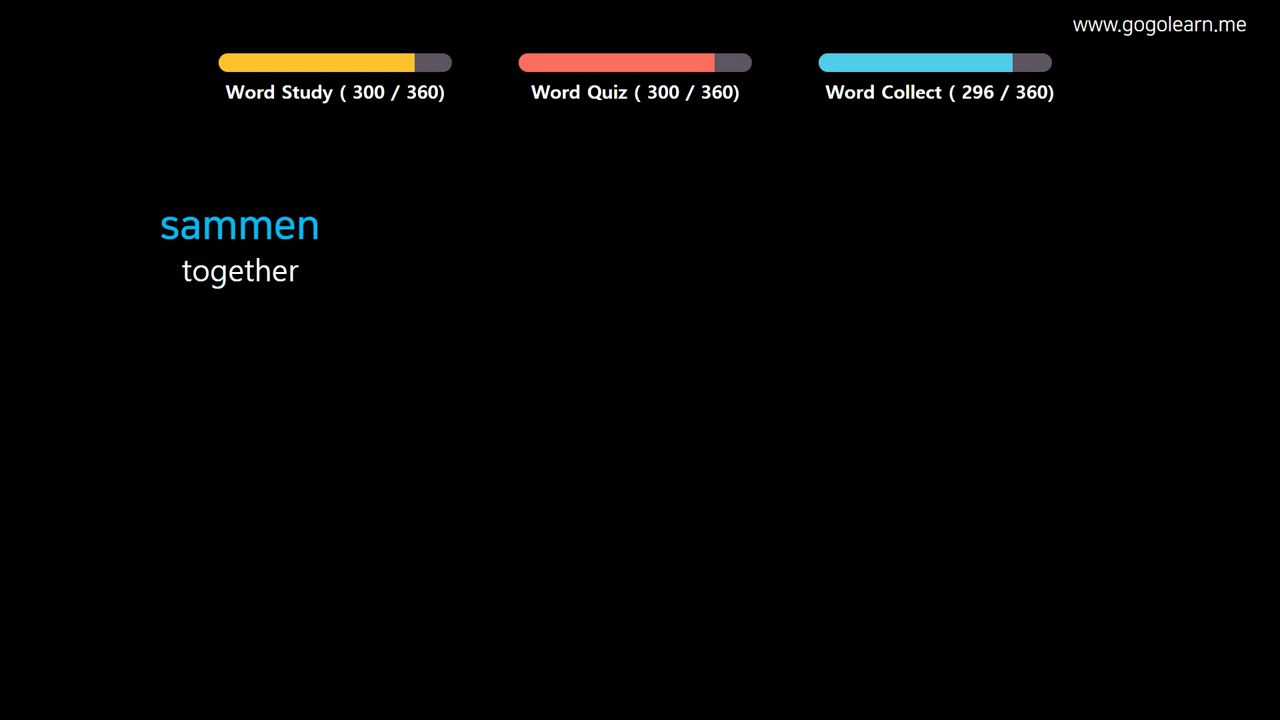 www.gogolearn.me
Word Study ( 300 / 360)
Word Quiz ( 300 / 360)
Word Collect ( 296 / 360)
sammen
together